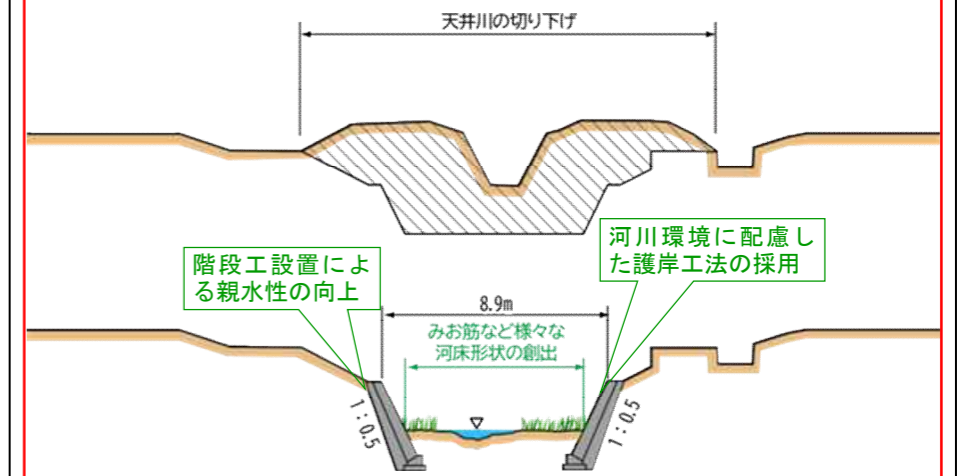 天井川の切り下げ
階段工設置によ
る親水性の向上
河川環境に配慮し
た護岸工法の採用
8.9m
みお筋など様々な
河床形状の創出
1：0.5
1：0.5